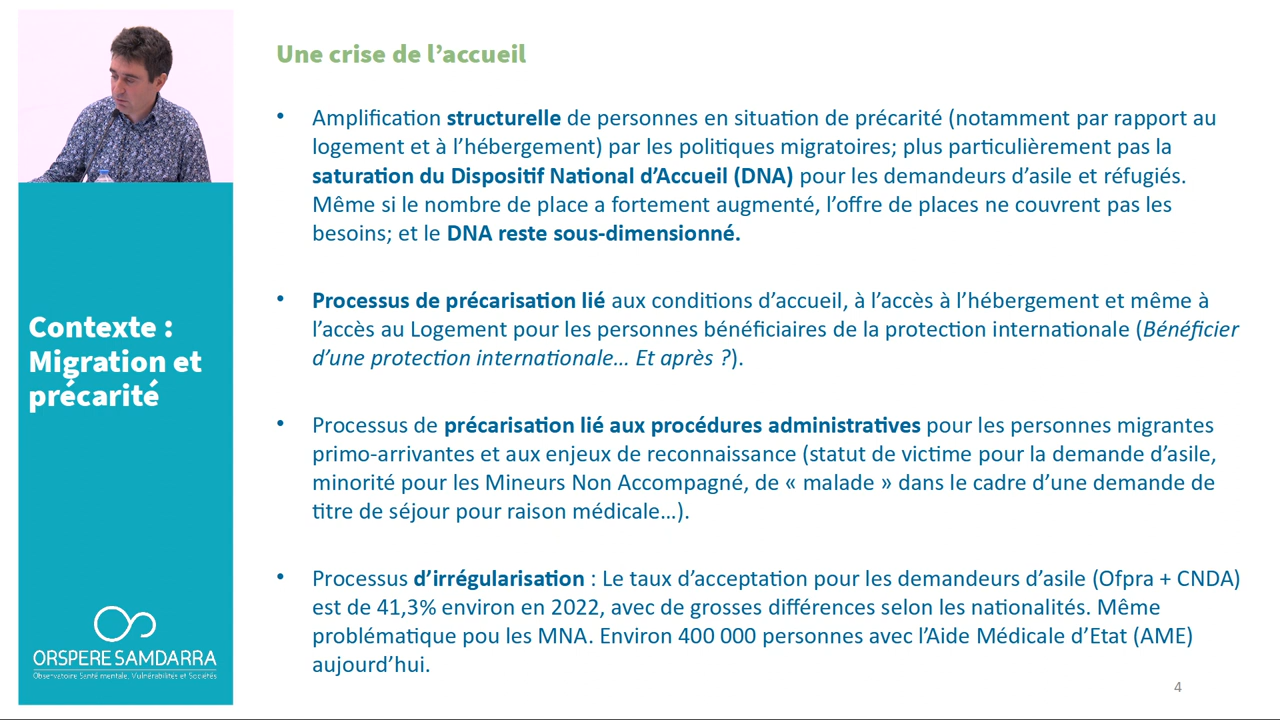 Une crise de l'accueil
• Amplification structurelle de personnes en situation de précarité (notamment par rapport au
logement et à l'hébergement) par les politiques migratoires; plus particulièrement pas la
saturation du Dispositif National d'Accueil (DNA) pour les demandeurs d'asile et réfugiés.
Même si le nombre de place a fortement augmenté, l'offre de places ne couvrent pas les
besoins; et le DNA reste sous-dimensionné.
• Processus de précarisation lié aux conditions d'accueil, à l'accès à l'hébergement et même à
l'accès au Logement pour les personnes bénéficiaires de la protection internationale (Bénéficier
d'une protection internationale... Et après ?).
• Processus de précarisation lié aux procédures administratives pour les personnes migrantes
primo-arrivantes et aux enjeux de reconnaissance (statut de victime pour la demande d'asile,
minorité pour les Mineurs Non Accompagné, de « malade » dans le cadre d'une demande de
titre de séjour pour raison médicale...).
• Processus d'irrégularisation : Le taux d'acceptation pour les demandeurs d'asile (Ofpra + CNDA)
est de 41,3% environ en 2022, avec de grosses différences selon les nationalités. Même
problématique pou les MNA. Environ 400 000 personnes avec l'Aide Médicale d'Etat (AME)
aujourd'hui.
Contexte :
Migration et
précarité
ORSPERE SAMDARRA
Observatoire Santé mentale, Vulnérabilités et Sociétés
4